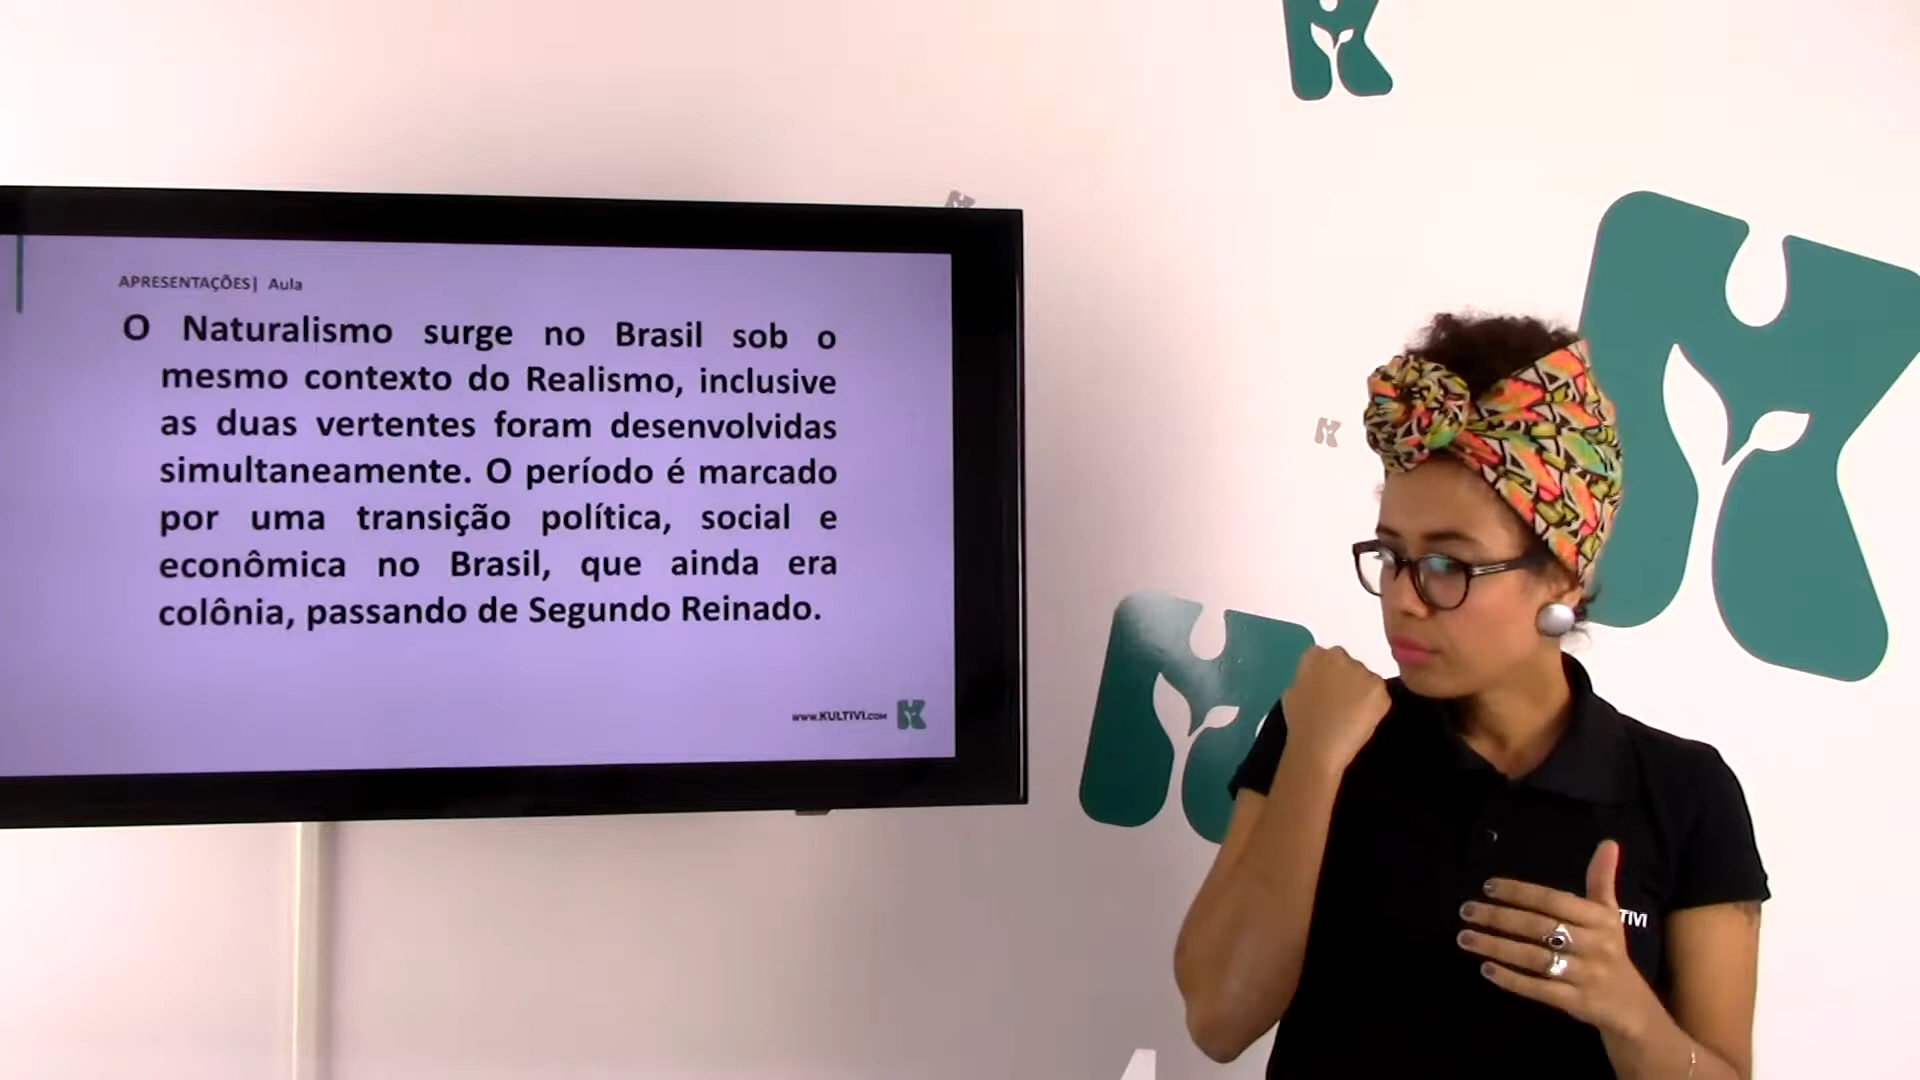 APRESENTAÇÕES| Aula
O Naturalismo surge no Brasil sob o
mesmo contexto do Realismo, inclusive
as duas vertentes foram desenvolvidas
simultaneamente. O período é marcado
por uma transição política, social e
econômica no Brasil, que ainda era
colônia, passando de Segundo Reinado.
www.KULTIVI.COM
TIVI